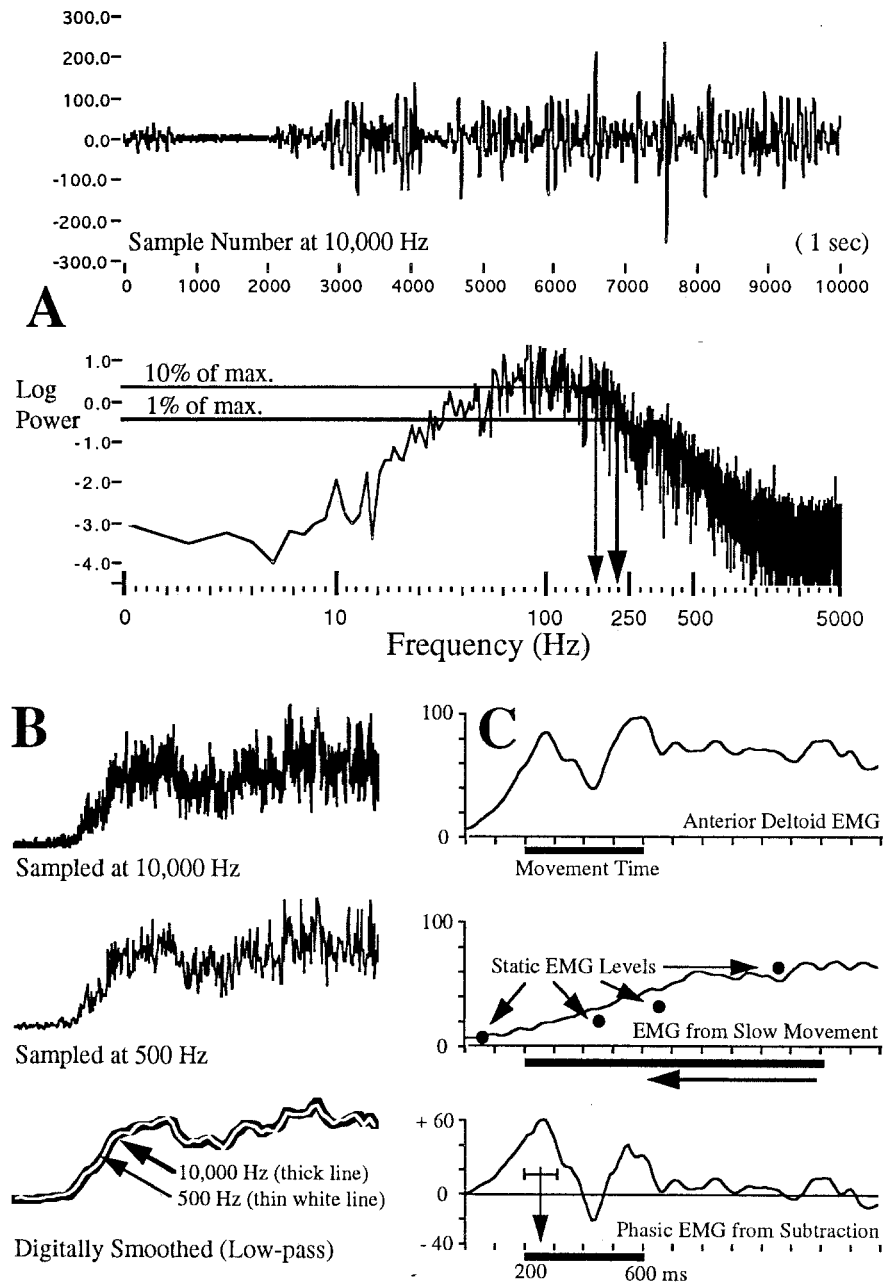 300.0
200.0
100.0
0.0
-100.0
-200.0
-300.0
Sample Number at 10,000 Hz
( 1 sec)
0 1000 2000 3000 4000 5000 6000 7000 8000 9000 10000
A
Log
Power
1.0
0.0
-1.0
-2.0
-3.0
-4.0
10% of max.
1% of max.
0 10 100 250 500 5000
Frequency (Hz)
B
Sampled at 10,000 Hz
Sampled at 500 Hz
10,000 Hz (thick line)
500 Hz (thin white line)
Digitally Smoothed (Low-pass)
C
100
0
Anterior Deltoid EMG
Movement Time
100
0
Static EMG Levels
EMG from Slow Movement
+ 60
0
- 40
Phasic EMG from Subtraction
200 600 ms